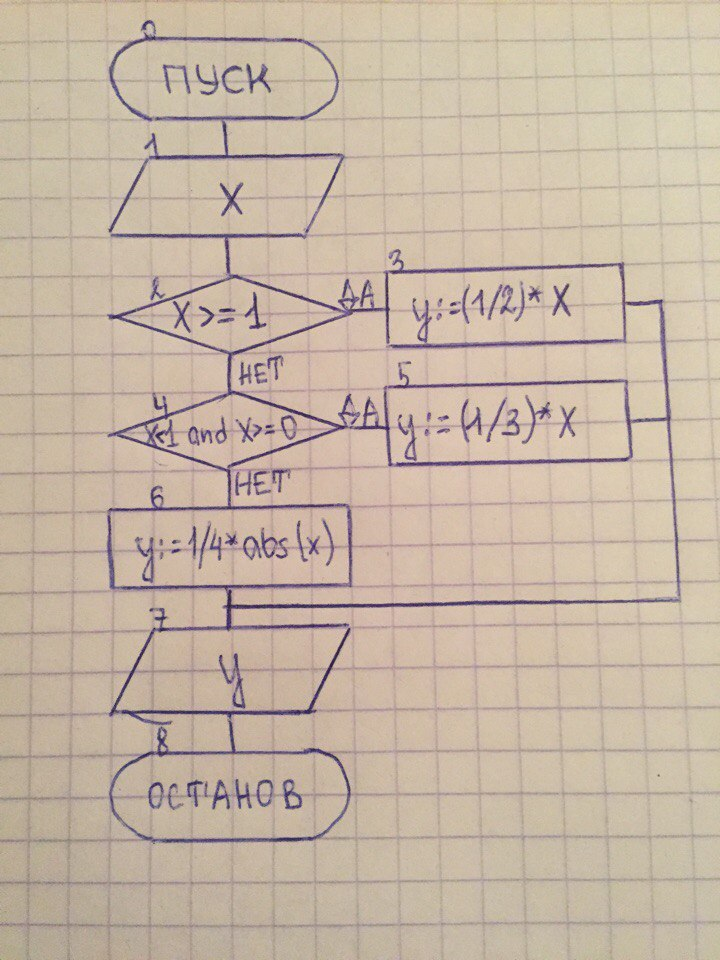 0
ПУСК
1
X
2
X>=1
ДА
3
y:=(1/2)*X
НЕТ
4
X<1 and X>=0
ДА
5
y:=(1/3)*X
НЕТ
6
y:=1/4*abs(x)
7
y
8
ОСТАНОВ